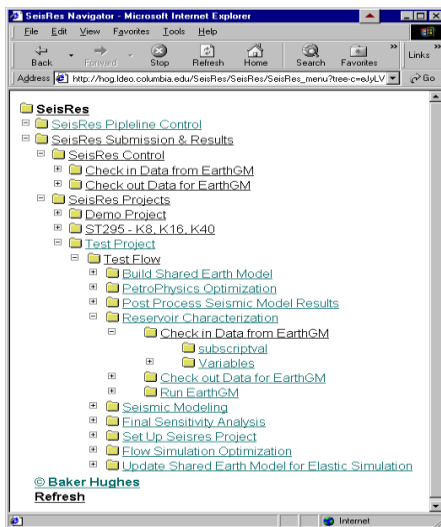 SeisRes Navigator - Microsoft Internet Explorer
File Edit View Favorites Tools Help
Back Forward Stop Refresh Home Search Favorites » Links »
Address http://hog.ldeo.columbia.edu/SeisRes/SeisRes/SeisRes_menu?tree-c=eJyLV Go
SeisRes
SeisRes Pipleline Control
SeisRes Submission & Results
SeisRes Control
Check in Data from EarthGM
Check out Data for EarthGM
SeisRes Projects
Demo Project
ST295 - K8, K16, K40
Test Project
Test Flow
Build Shared Earth Model
PetroPhysics Optimization
Post Process Seismic Model Results
Reservoir Characterization
Check in Data from EarthGM
subscriptval
Variables
Check out Data for EarthGM
Run EarthGM
Seismic Modeling
Final Sensitivity Analysis
Set Up Seisres Project
Flow Simulation Optimization
Update Shared Earth Model for Elastic Simulation
© Baker Hughes
Refresh
Internet